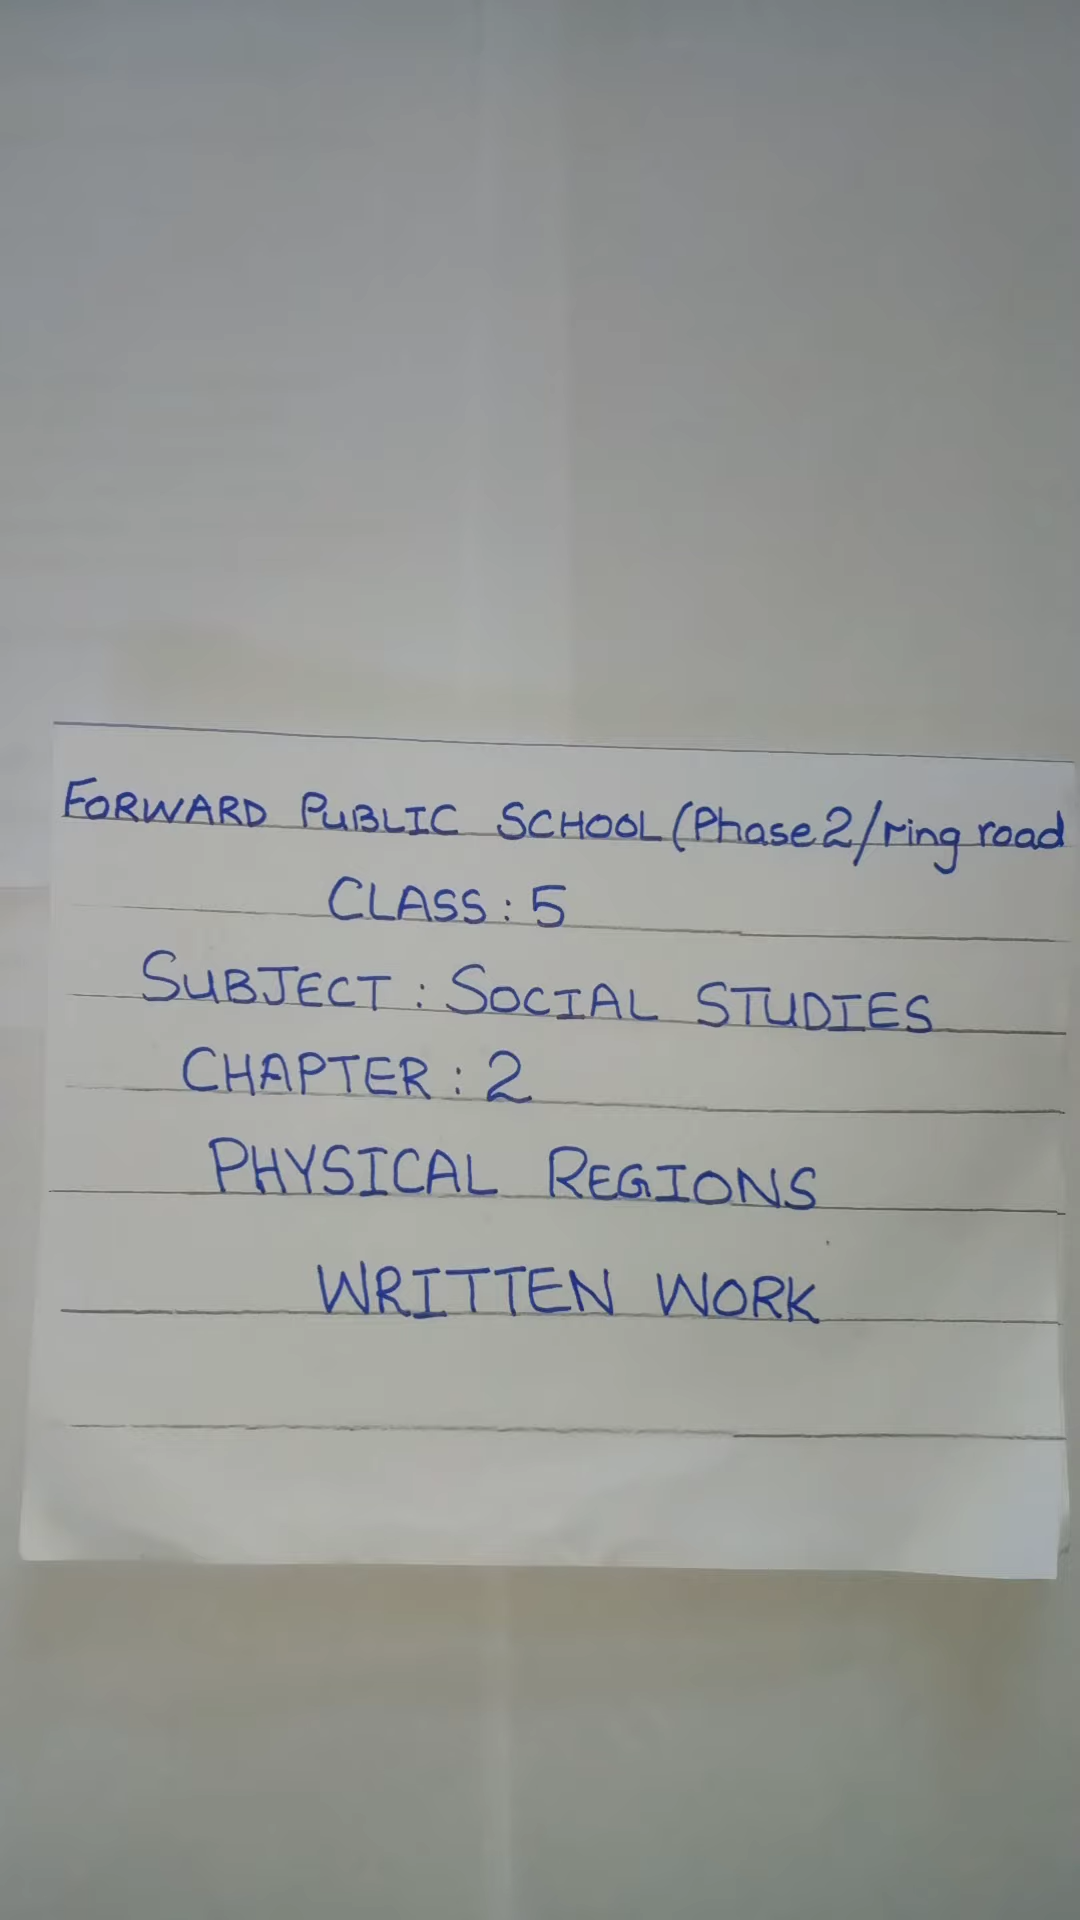 FORWARD PUBLIC SCHOOL (Phase 2/ring road
CLASS : 5
SUBJECT : SOCIAL STUDIES
CHAPTER : 2
PHYSICAL REGIONS
WRITTEN WORK